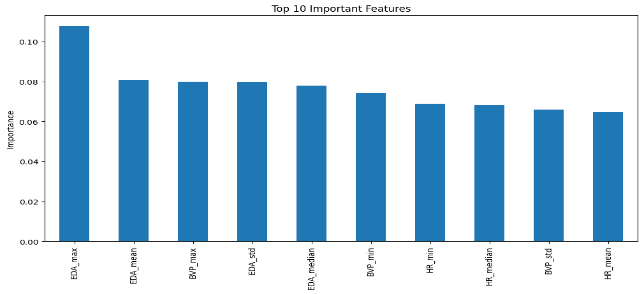 Top 10 Important Features
Importance
0.10
0.08
0.06
0.04
0.02
0.00
EDA_max
EDA_mean
BVP_max
EDA_std
EDA_median
BVP_min
HR_min
HR_median
BVP_std
HR_mean